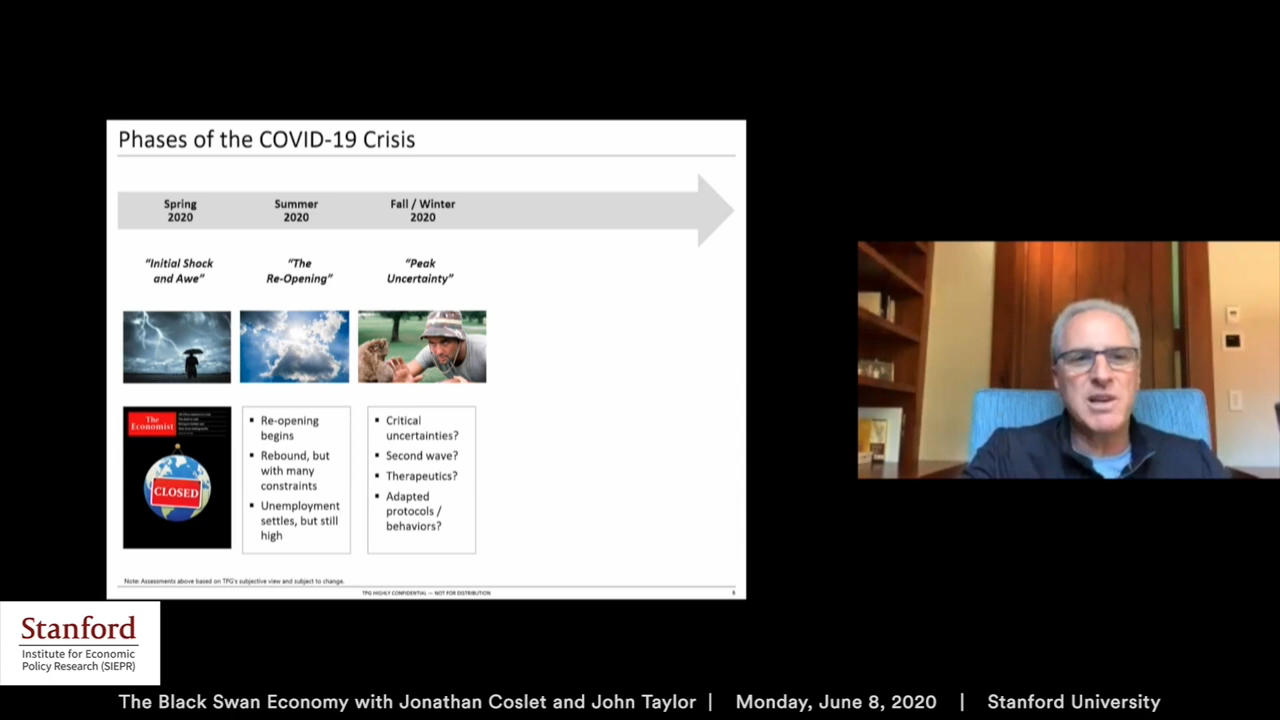 Phases of the COVID-19 Crisis
Spring
2020
Summer
2020
Fall / Winter
2020
“Initial Shock
and Awe”
“The
Re-Opening”
“Peak
Uncertainty”
The
Economist
CLOSED
▪ Re-opening
begins
▪ Rebound, but
with many
constraints
▪ Unemployment
settles, but still
high
▪ Critical
uncertainties?
▪ Second wave?
▪ Therapeutics?
▪ Adapted
protocols /
behaviors?
Note: Assessments above based on TPG's subjective view and subject to change.
TPG HIGHLY CONFIDENTIAL — NOT FOR DISTRIBUTION
Stanford
Institute for Economic
Policy Research (SIEPR)
The Black Swan Economy with Jonathan Coslet and John Taylor | Monday, June 8, 2020 | Stanford University